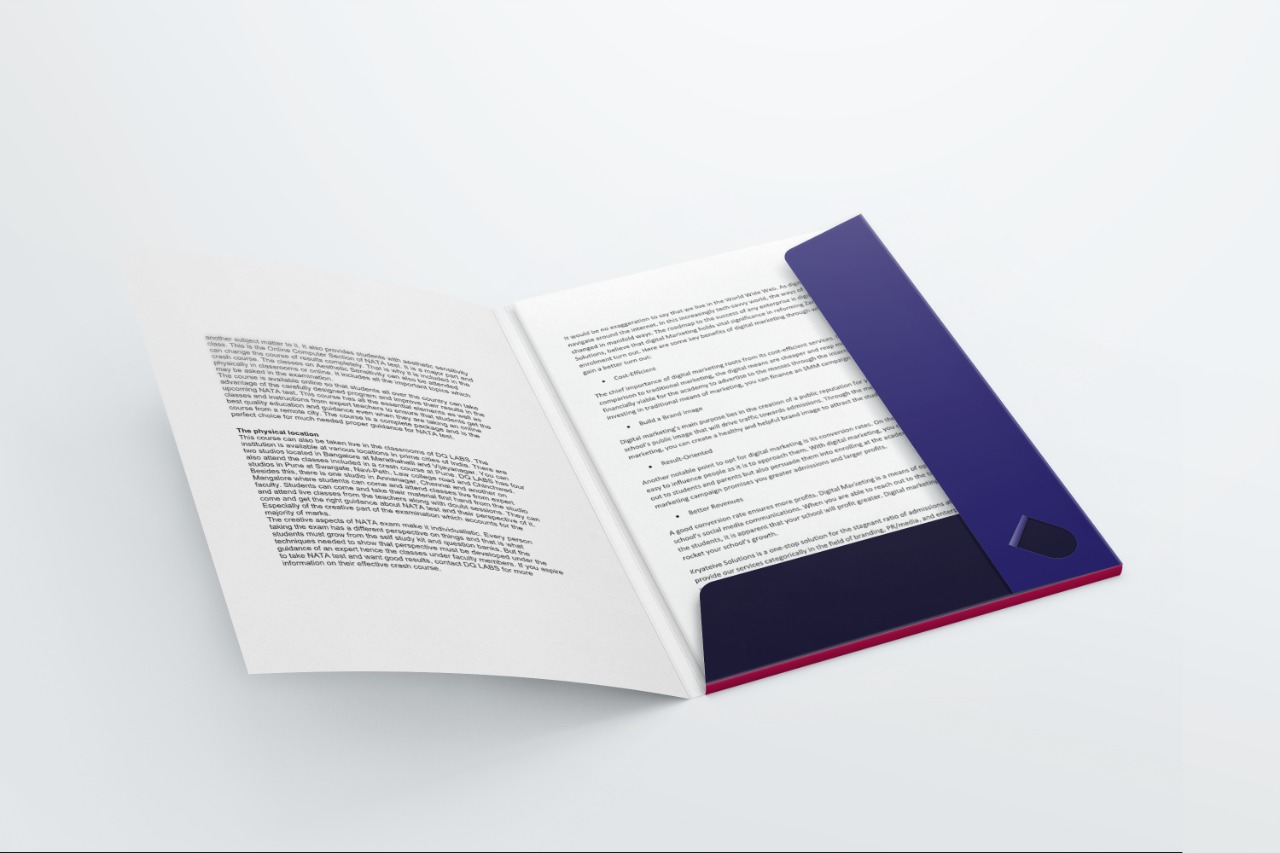 another subject matter to it. It also provides students with aesthetic sensitivity
class. This is the Online Computer Section of NATA test. It is a major part and
can change the course of results completely. That is why it is included in the
crash course. The classes on Aesthetic Sensitivity can also be attended
physically in classrooms or online. It includes all the important topics which
may be asked in the examination.
The course is available online so that students all over the country can take
advantage of the carefully designed program and improve their results in the
upcoming NATA test. This course has all the essential elements as well as
classes and instructions from expert teachers to ensure that students get the
best quality education and guidance even when they are taking an online
course from a remote city. The course is a complete package and is the
perfect choice for much needed proper guidance for NATA test.
The physical location
This course can also be taken live in the classrooms of DQ LABS. The
institution is available at various locations in prime cities of India. There are
two studios located in Bangalore at Marathahalli and Vijayanagar. You can
also attend the classes included in a crash course at Pune. DQ LABS has four
studios in Pune at Swargate, Navi-Peth, Law college road and Chinchwad.
Besides this, there is one studio in Annanagar, Chennai and another on
Mangalore where students can come and attend classes live from expert
faculty. Students can come and take their material first hand from the studio
and attend live classes from the teachers along with doubt sessions. They can
come and get the right guidance about NATA test and their perspective of it.
Especially of the creative part of the examination which accounts for the
majority of marks.
The creative aspects of NATA exam make it individualistic. Every person
taking the exam has a different perspective on things and that is what
students must grow from the self study kit and question banks. But the
techniques needed to show that perspective must be developed under the
guidance of an expert hence the classes under faculty members. If you aspire
to take NATA test and want good results, contact DQ LABS for more
information on their effective crash course.
It would be no exaggeration to say that we live in the World Wide Web. As
navigate around the internet. In this increasingly tech-savvy world, the ways of
changed in manifold ways. The roadmap to the success of any enterprise is
Solutions, believe that digital Marketing holds vital significance in reforming
enrolment turn out. Here are some key benefits of digital marketing through
gain a better turn out:
• Cost-Efficient
The chief importance of digital marketing roots from its cost-efficient services.
comparison to traditional marketing, the digital means are cheaper and reap
financially viable for the academy to advertise to the masses through the
investing in traditional means of marketing, you can finance an SMM
• Build a Brand Image
Digital marketing's main purpose lies in the creation of a public reputation for
school's public image that will drive traffic towards admissions. Through the
marketing, you can create a healthy and helpful brand image to attract the
• Result-Oriented
Another notable point to opt for digital marketing is its conversion rates. On
easy to influence people as it is to approach them. With digital marketing, you
out to students and parents but also persuade them into enrolling at the
marketing campaign promises you greater admissions and larger profits.
• Better Revenues
A good conversion rate ensures more profits. Digital Marketing is a means of
school's social media communications. When you are able to reach out to the
the students, it is apparent that your school will profit greater. Digital marketing
rocket your school's growth.
Kryateive Solutions is a one-stop solution for the stagnant ratio of admissions
provide our services categorically in the field of branding, PR/media, and